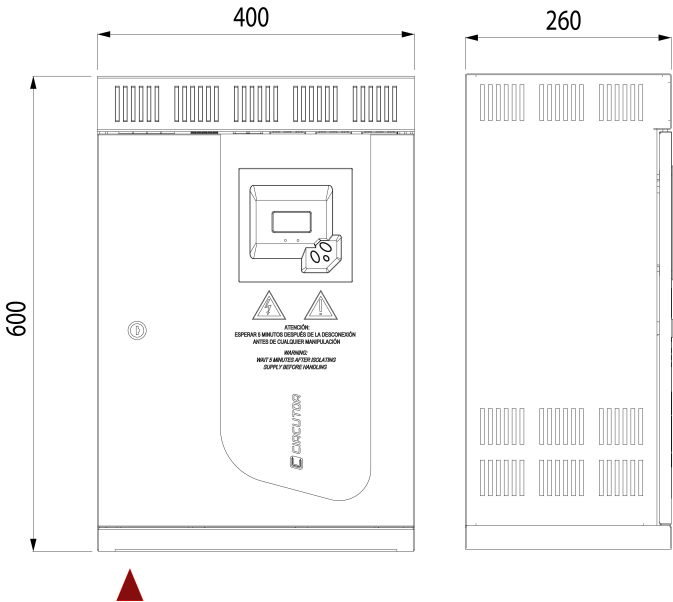 400
260
600
ATENCIÓN:
ESPERAR 5 MINUTOS DESPUÉS DE LA DESCONEXIÓN
ANTES DE CUALQUIER MANIPULACIÓN
WARNING:
WAIT 5 MINUTES AFTER ISOLATING
SUPPLY BEFORE HANDLING
CIRCUTOR